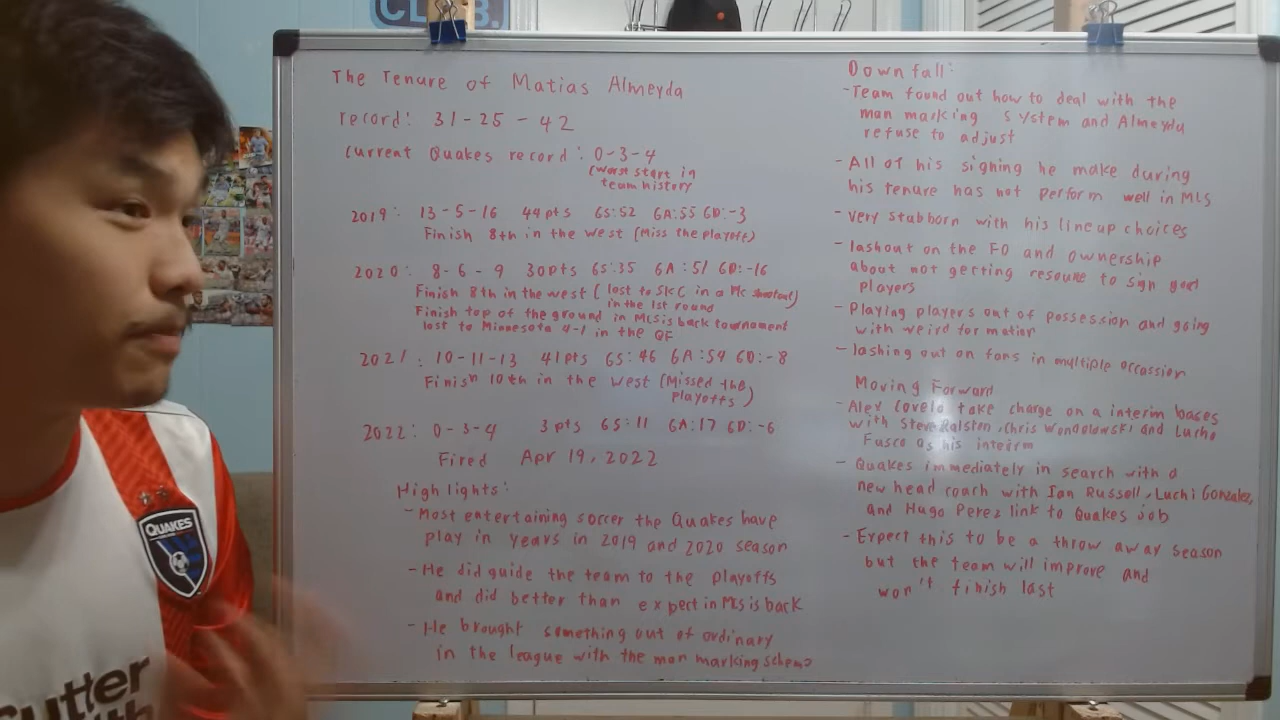 CLUB.
The Tenure of Matias Almeyda
record: 31-25-42
Current Quakes record: 0-3-4
(worst start in
team history
2019: 13-5-16 44pts GS:52 GA:55 GD:-3
Finish 8th in the west (Miss the playoff)
2020: 8-6-9 30pts GS:35 GA:51 GD:-16
Finish 8th in the west (lost to SKC in a PK shootout)
in the 1st round
Finish top of the ground in MLS is back tournament
lost to Minnesota 4-1 in the QF
2021: 10-11-13 41pts GS:46 GA:54 GD:-8
Finish 10th in the west (Missed the
playoffs)
2022: 0-3-4 3pts GS:11 GA:17 GD:-6
Fired Apr 19, 2022
Highlights:
-Most entertaining soccer the Quakes have
play in years in 2019 and 2020 season
-He did guide the team to the playoffs
and did better than expect in MLS is back
-He brought something out of ordinary
in the league with the man marking scheme
Downfall:
-Team found out how to deal with the
man marking system and Almeyda
refuse to adjust
-All of his signing he make during
his tenure has not perform well in MLS
-very stubborn with his lineup choices
-lashout on the FO and ownership
about not getting resource to sign good
players
-Playing players out of possession and going
with weird formation
-lashing out on fans in multiple occassion
Moving Forward
-Alex Covelo take charge on a interim bases
with Steve Ralston, Chris Wondolowski and Lucho
Fusco as his interim
-Quakes immediately in search with a
new head coach with Ian Russell, Luchi Gonzalez,
and Hugo Perez link to Quakes job
-Expect this to be a throw away season
but the team will improve and
won't finish last
QUAKES